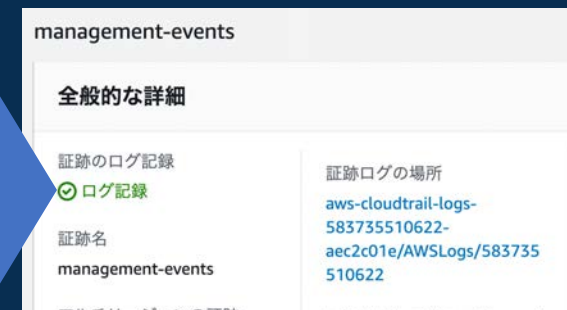 management-events
全般的な詳細
証跡のログ記録
ログ記録
証跡名
management-events
証跡ログの場所
aws-cloudtrail-logs-
583735510622-
aec2c01e/AWSLogs/583735
510622